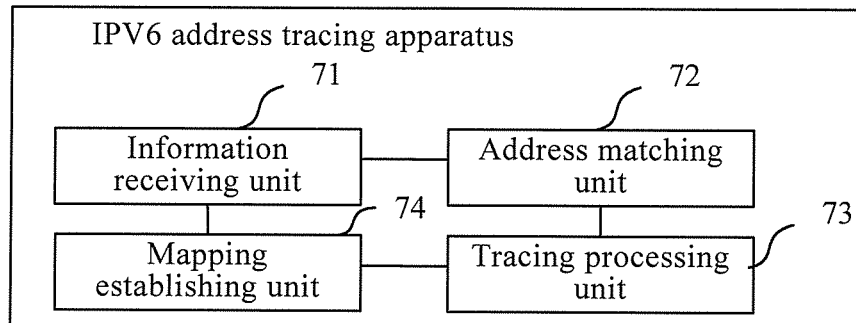 IPV6 address tracing apparatus
71
72
Information
receiving unit
Address matching
unit
74
73
Mapping
establishing unit
Tracing processing
unit